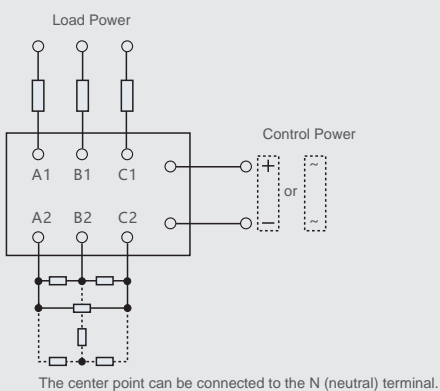 Load Power
Control Power
A1 B1 C1
+ ~
or
A2 B2 C2
− ~
The center point can be connected to the N (neutral) terminal.